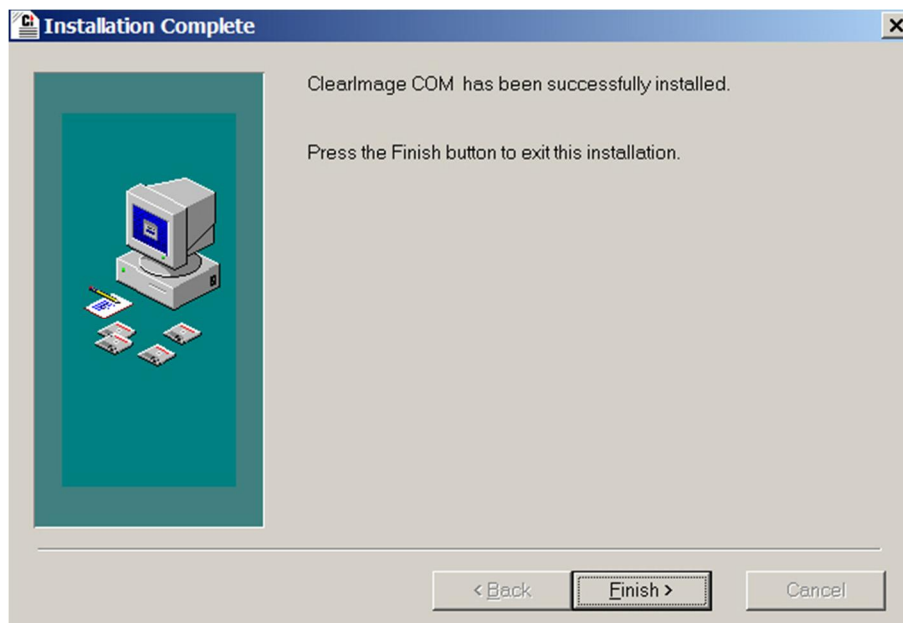 Installation Complete
ClearImage COM  has been successfully installed.
Press the Finish button to exit this installation.
< Back
Finish >
Cancel